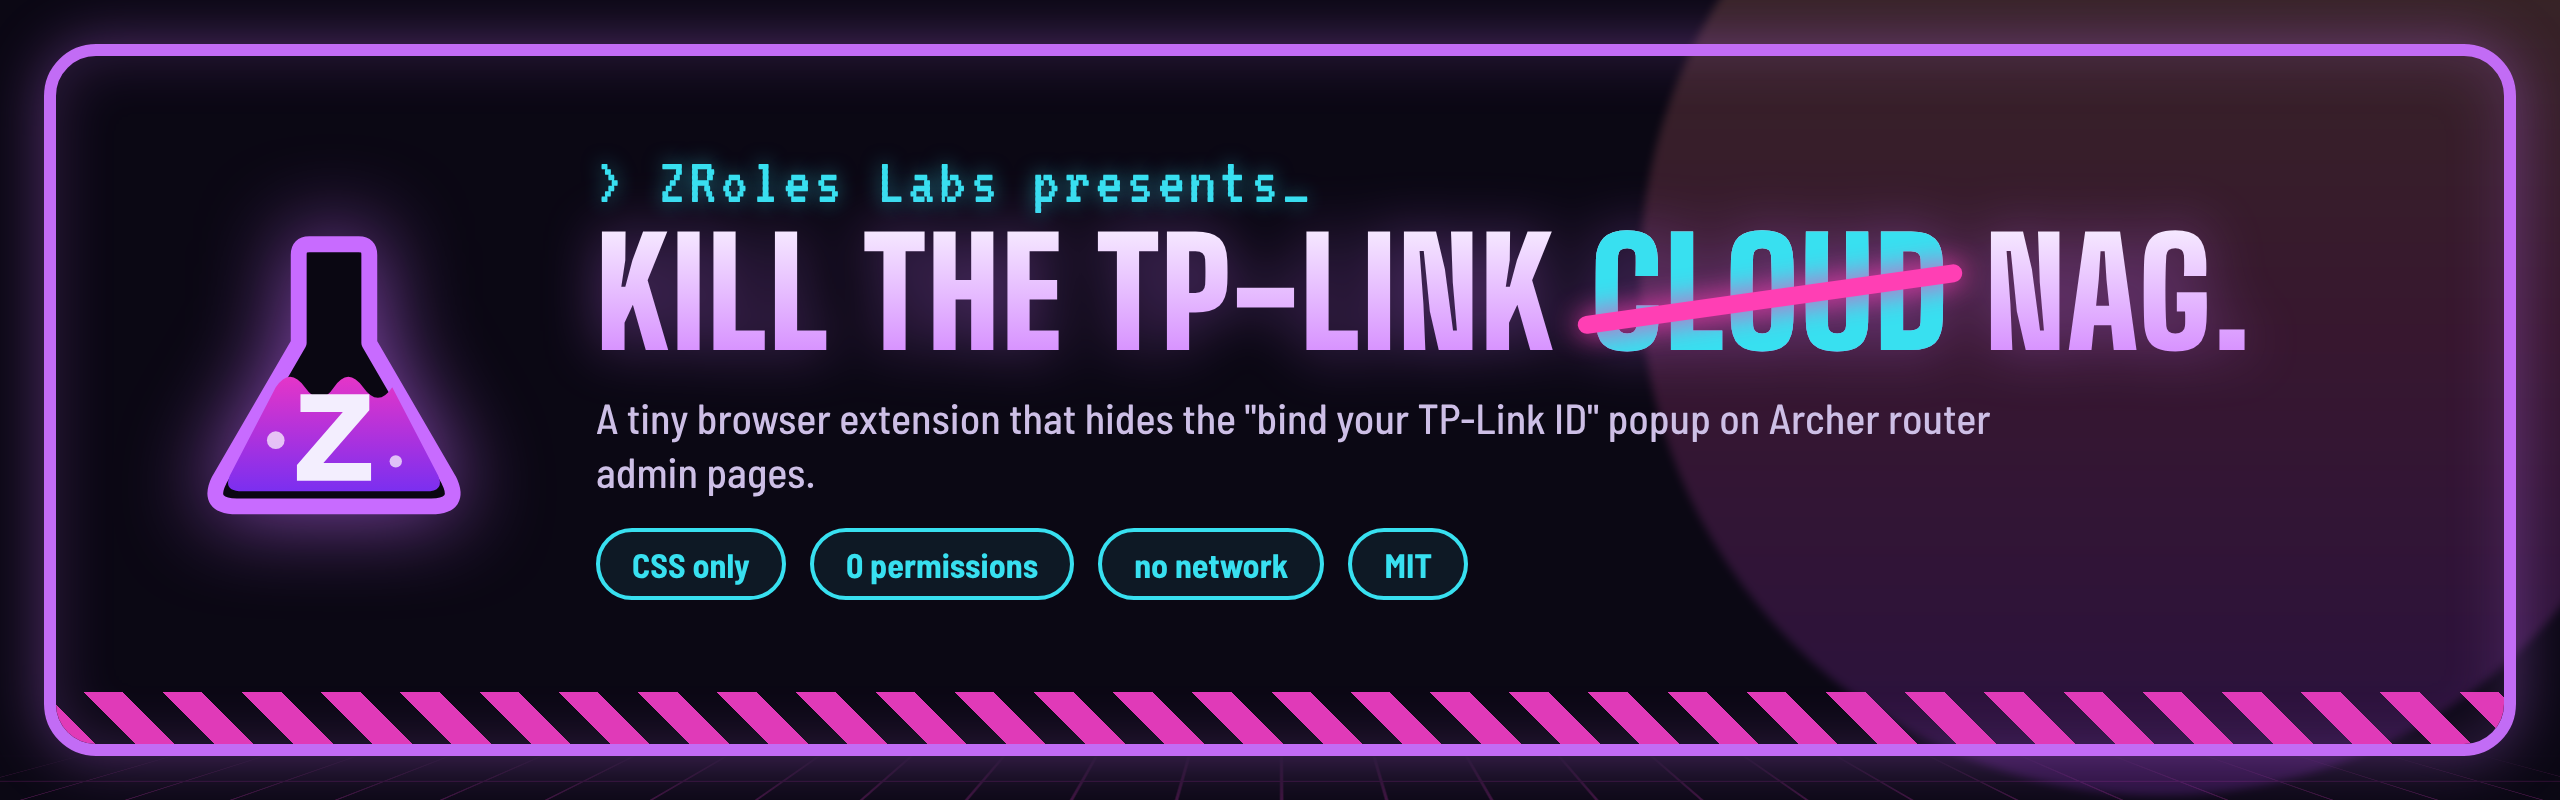 > ZRoles Labs presents_
KILL THE TP-LINK CLOUD NAG.
Z
A tiny browser extension that hides the "bind your TP-Link ID" popup on Archer router
admin pages.
CSS only
0 permissions
no network
MIT